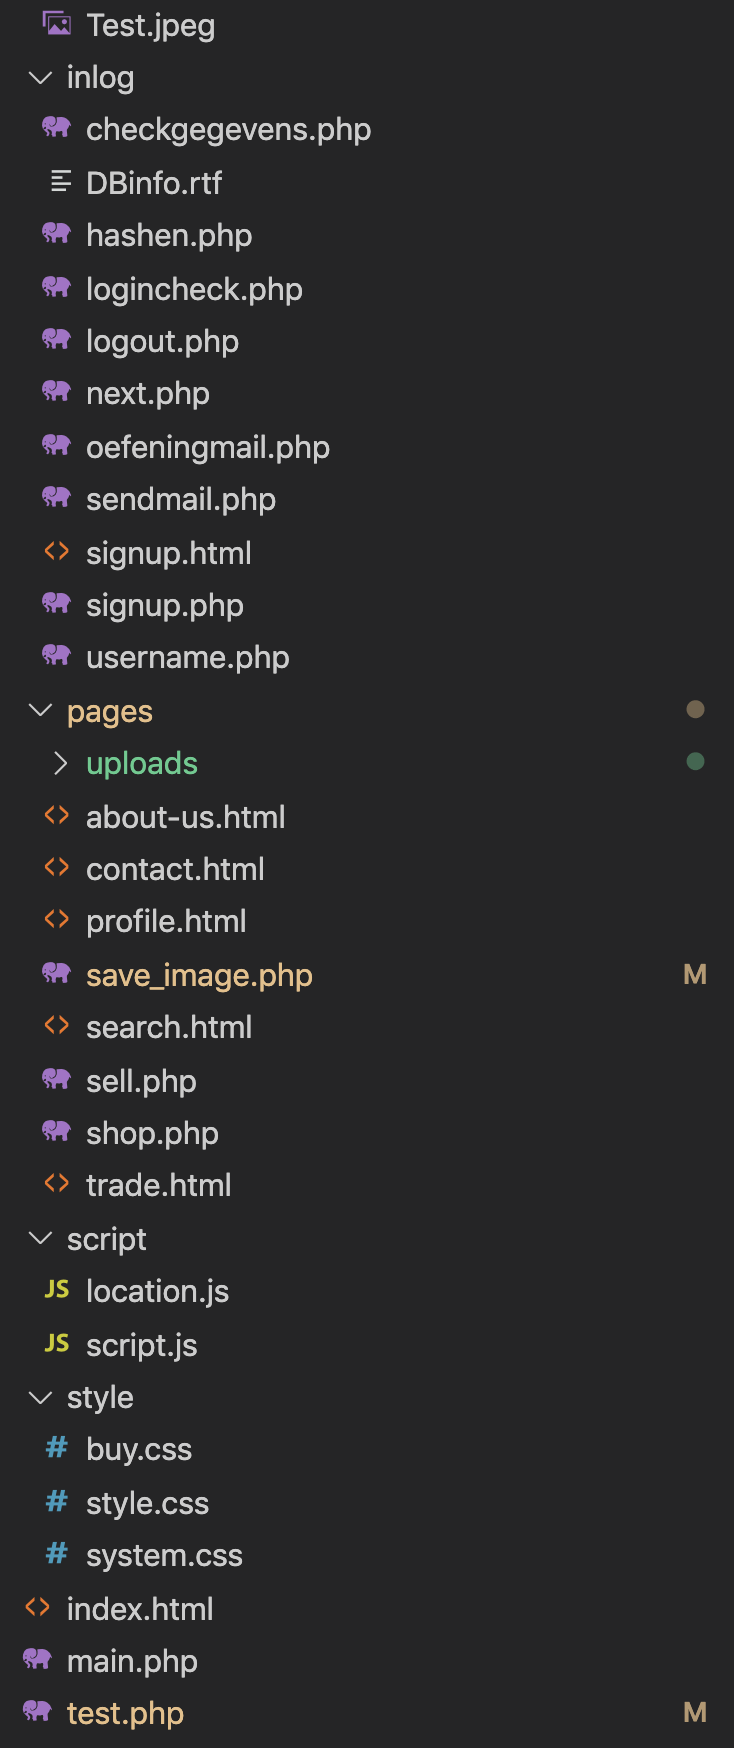 Test.jpeg
inlog
checkgegevens.php
DBinfo.rtf
hashen.php
logincheck.php
logout.php
next.php
oefeningmail.php
sendmail.php
<> signup.html
signup.php
username.php
pages
uploads
<> about-us.html
<> contact.html
<> profile.html
save_image.php M
<> search.html
sell.php
shop.php
<> trade.html
script
JS location.js
JS script.js
style
# buy.css
# style.css
# system.css
<> index.html
main.php
test.php M